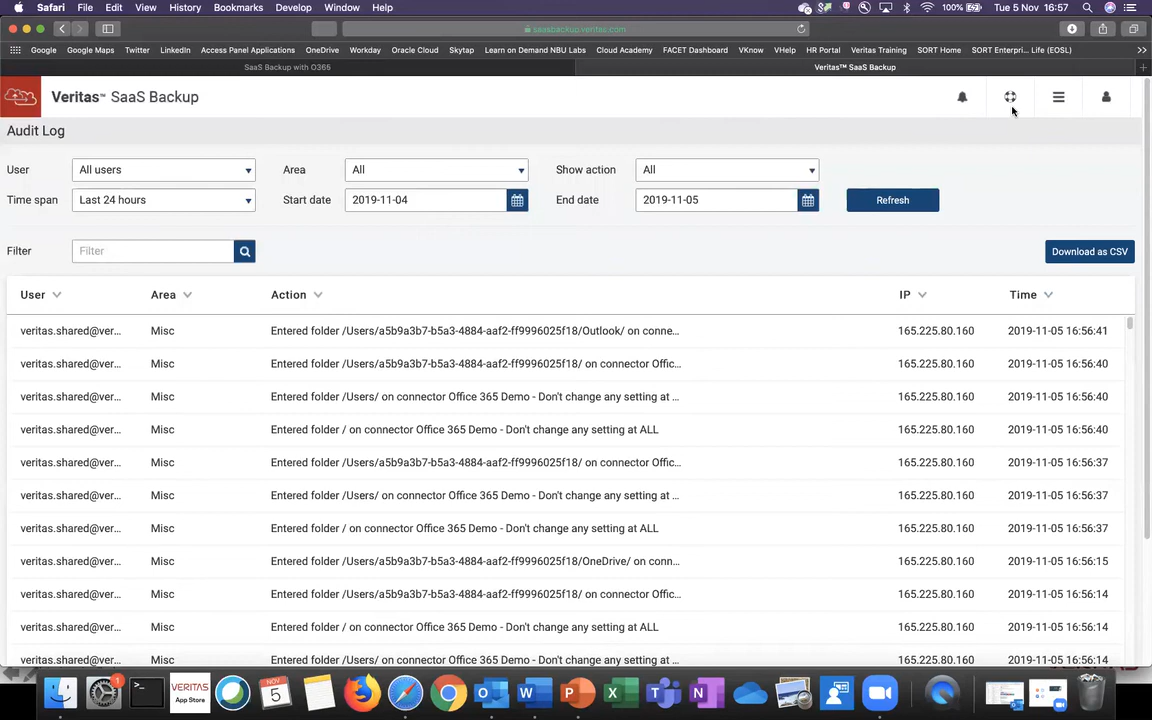 Safari File Edit View History Bookmarks Develop Window Help 100% Tue 5 Nov 16:57
saasbackup.veritas.com
Google Google Maps Twitter LinkedIn Access Panel Applications OneDrive Workday Oracle Cloud Skytap Learn on Demand NBU Labs Cloud Academy FACET Dashboard VKnow VHelp HR Portal Veritas Training SORT Home SORT Enterpri... Life (EOSL)
SaaS Backup with O365 Veritas™ SaaS Backup
Veritas™ SaaS Backup
Audit Log
User All users Area All Show action All
Time span Last 24 hours Start date 2019-11-04 End date 2019-11-05 Refresh
Filter Filter Download as CSV
User Area Action IP Time
veritas.shared@ver... Misc Entered folder /Users/a5b9a3b7-b5a3-4884-aaf2-ff9996025f18/Outlook/ on conne... 165.225.80.160 2019-11-05 16:56:41
veritas.shared@ver... Misc Entered folder /Users/a5b9a3b7-b5a3-4884-aaf2-ff9996025f18/ on connector Offic... 165.225.80.160 2019-11-05 16:56:40
veritas.shared@ver... Misc Entered folder /Users/ on connector Office 365 Demo - Don't change any setting at ... 165.225.80.160 2019-11-05 16:56:40
veritas.shared@ver... Misc Entered folder / on connector Office 365 Demo - Don't change any setting at ALL 165.225.80.160 2019-11-05 16:56:40
veritas.shared@ver... Misc Entered folder /Users/a5b9a3b7-b5a3-4884-aaf2-ff9996025f18/ on connector Offic... 165.225.80.160 2019-11-05 16:56:37
veritas.shared@ver... Misc Entered folder /Users/ on connector Office 365 Demo - Don't change any setting at ... 165.225.80.160 2019-11-05 16:56:37
veritas.shared@ver... Misc Entered folder / on connector Office 365 Demo - Don't change any setting at ALL 165.225.80.160 2019-11-05 16:56:37
veritas.shared@ver... Misc Entered folder /Users/a5b9a3b7-b5a3-4884-aaf2-ff9996025f18/OneDrive/ on conn... 165.225.80.160 2019-11-05 16:56:15
veritas.shared@ver... Misc Entered folder /Users/a5b9a3b7-b5a3-4884-aaf2-ff9996025f18/ on connector Offic... 165.225.80.160 2019-11-05 16:56:14
veritas.shared@ver... Misc Entered folder / on connector Office 365 Demo - Don't change any setting at ALL 165.225.80.160 2019-11-05 16:56:14
veritas.shared@ver... Misc Entered folder /Users/ on connector Office 365 Demo - Don't change any setting at ... 165.225.80.160 2019-11-05 16:56:14
1 VERITAS App Store NOV 5